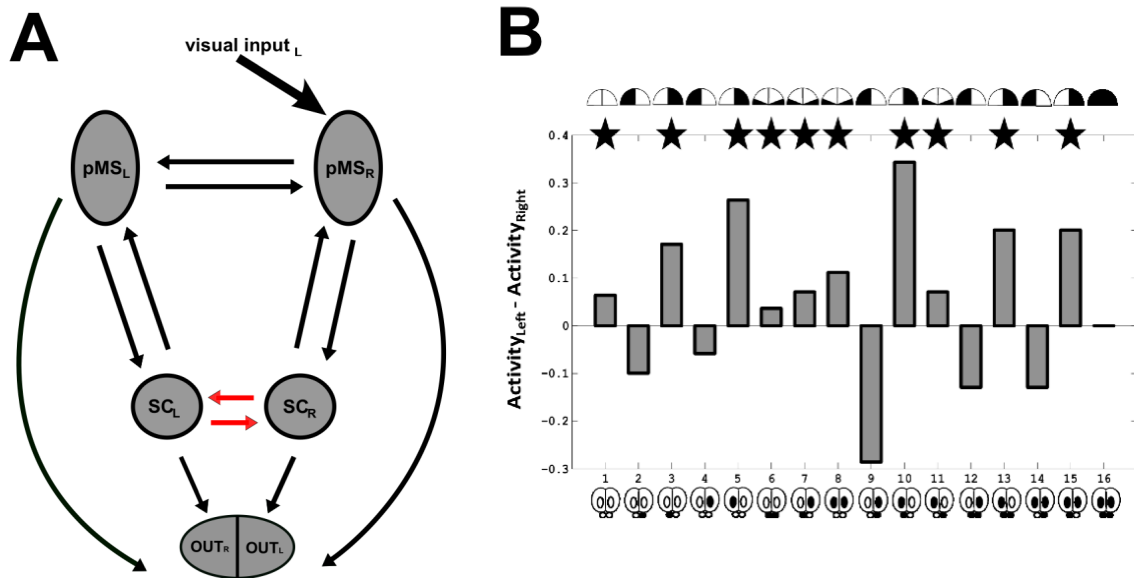 A
visual input L
pMSL
pMSR
SCL
SCR
OUTR
OUTL
B
ActivityLeft - ActivityRight
0.4
0.3
0.2
0.1
0
-0.1
-0.2
-0.3
1 2 3 4 5 6 7 8 9 10 11 12 13 14 15 16